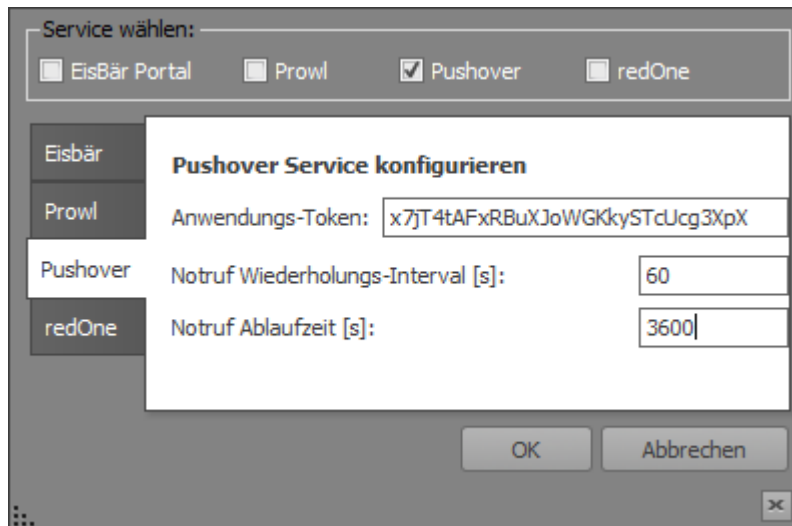 Service wählen:
EisBär Portal Prowl Pushover redOne
Eisbär
Prowl
Pushover
redOne
Pushover Service konfigurieren
Anwendungs-Token: x7jT4tAFxRBuXJoWGKkySTcUcg3XpX
Notruf Wiederholungs-Interval [s]: 60
Notruf Ablaufzeit [s]: 3600
OK Abbrechen